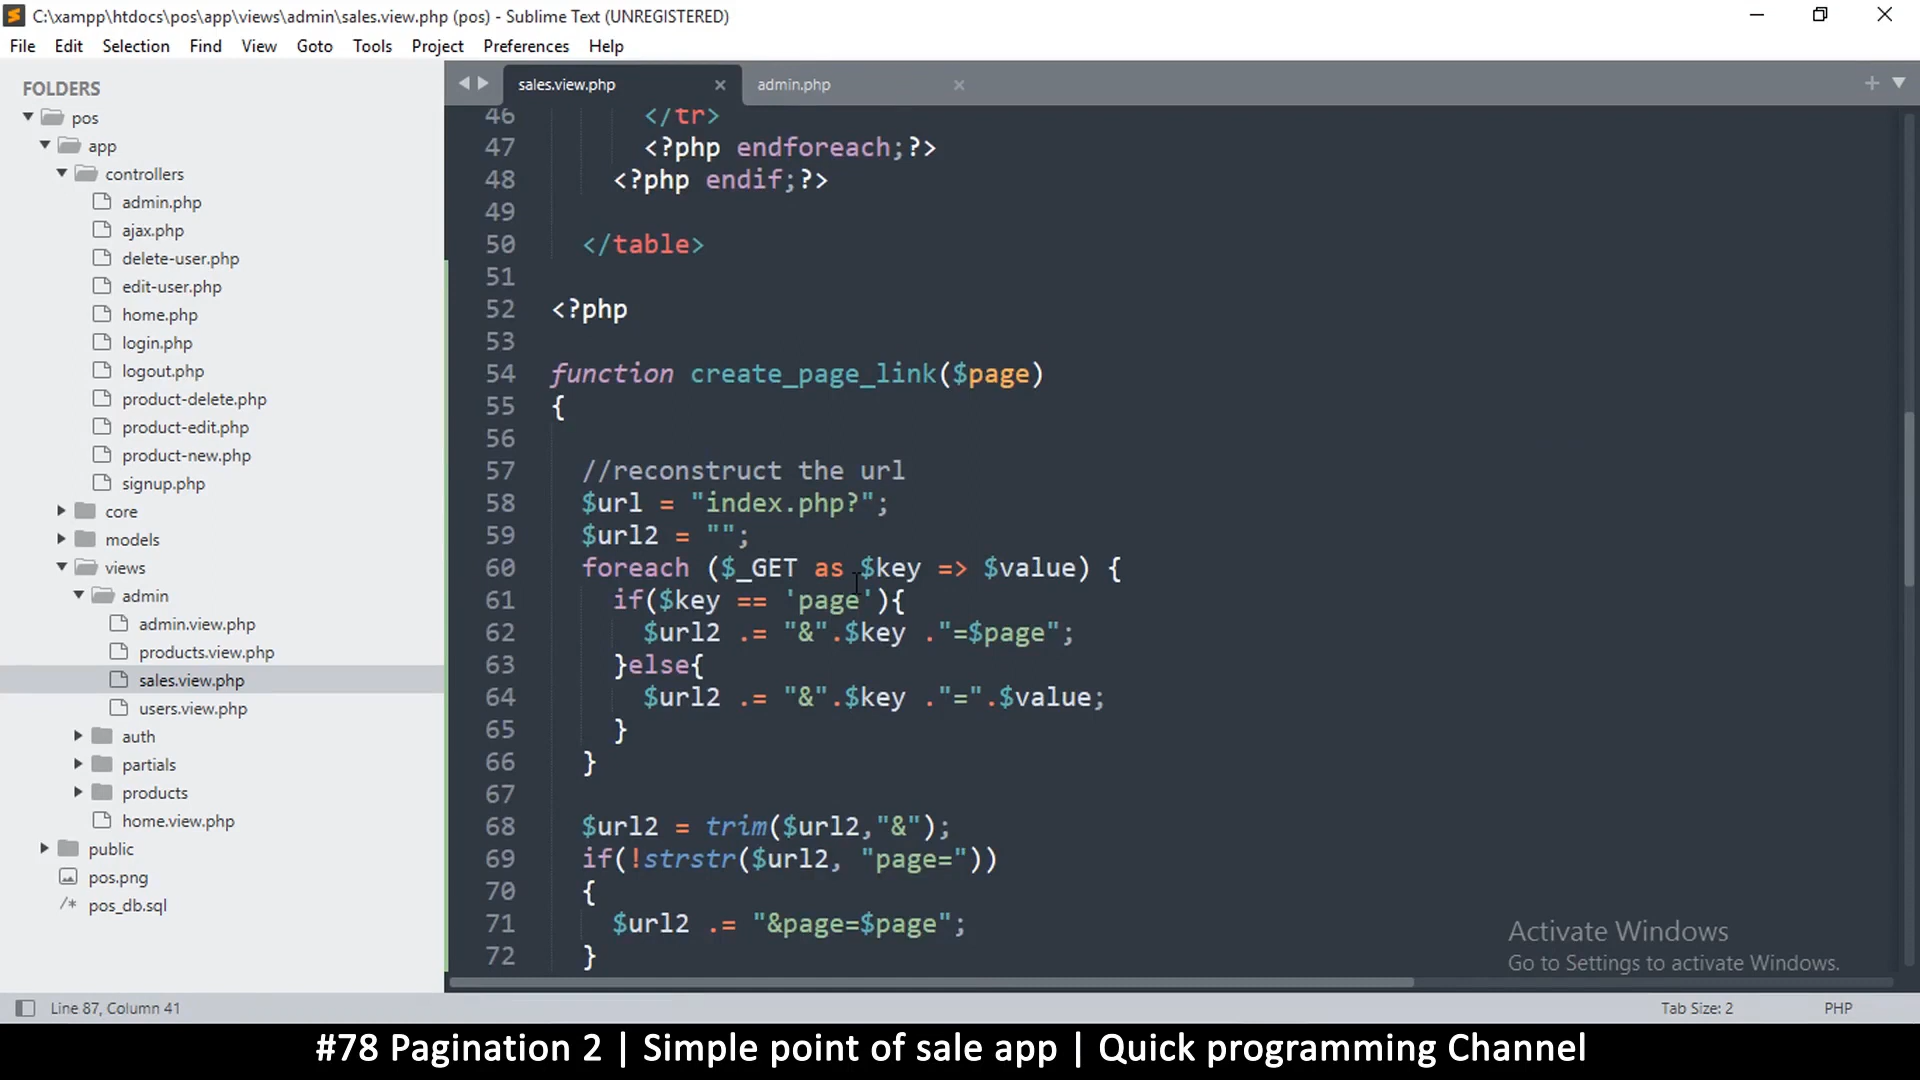 C:\xampp\htdocs\pos\app\views\admin\sales.view.php (pos) - Sublime Text (UNREGISTERED)
File Edit Selection Find View Goto Tools Project Preferences Help
FOLDERS
pos
app
controllers
admin.php
ajax.php
delete-user.php
edit-user.php
home.php
login.php
logout.php
product-delete.php
product-edit.php
product-new.php
signup.php
core
models
views
admin
admin.view.php
products.view.php
sales.view.php
users.view.php
auth
partials
products
home.view.php
public
pos.png
/* pos_db.sql
sales.view.php admin.php
46 </tr>
47 <?php endforeach;?>
48 <?php endif;?>
49
50 </table>
51
52 <?php
53
54 function create_page_link($page)
55 {
56
57 //reconstruct the url
58 $url = "index.php?";
59 $url2 = "";
60 foreach ($_GET as $key => $value) {
61 if($key == 'page'){
62 $url2 .= "&".$key ."=$page";
63 }else{
64 $url2 .= "&".$key ."=".$value;
65 }
66 }
67
68 $url2 = trim($url2,"&");
69 if(!strstr($url2, "page="))
70 {
71 $url2 .= "&page=$page";
72 }
Activate Windows
Go to Settings to activate Windows.
Line 87, Column 41 Tab Size: 2 PHP
#78 Pagination 2 | Simple point of sale app | Quick programming Channel